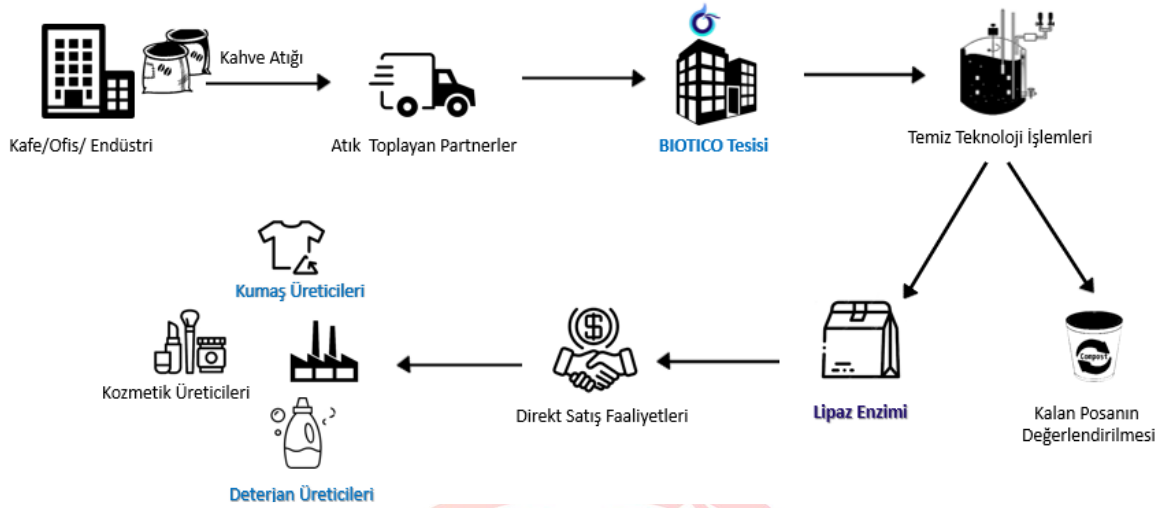 Kahve Atığı
Kafe/Ofis/ Endüstri
Atık Toplayan Partnerler
BIOTICO Tesisi
Temiz Teknoloji İşlemleri
Kumaş Üreticileri
Kozmetik Üreticileri
Deterjan Üreticileri
Direkt Satış Faaliyetleri
Lipaz Enzimi
Compost
Kalan Posanın
Değerlendirilmesi